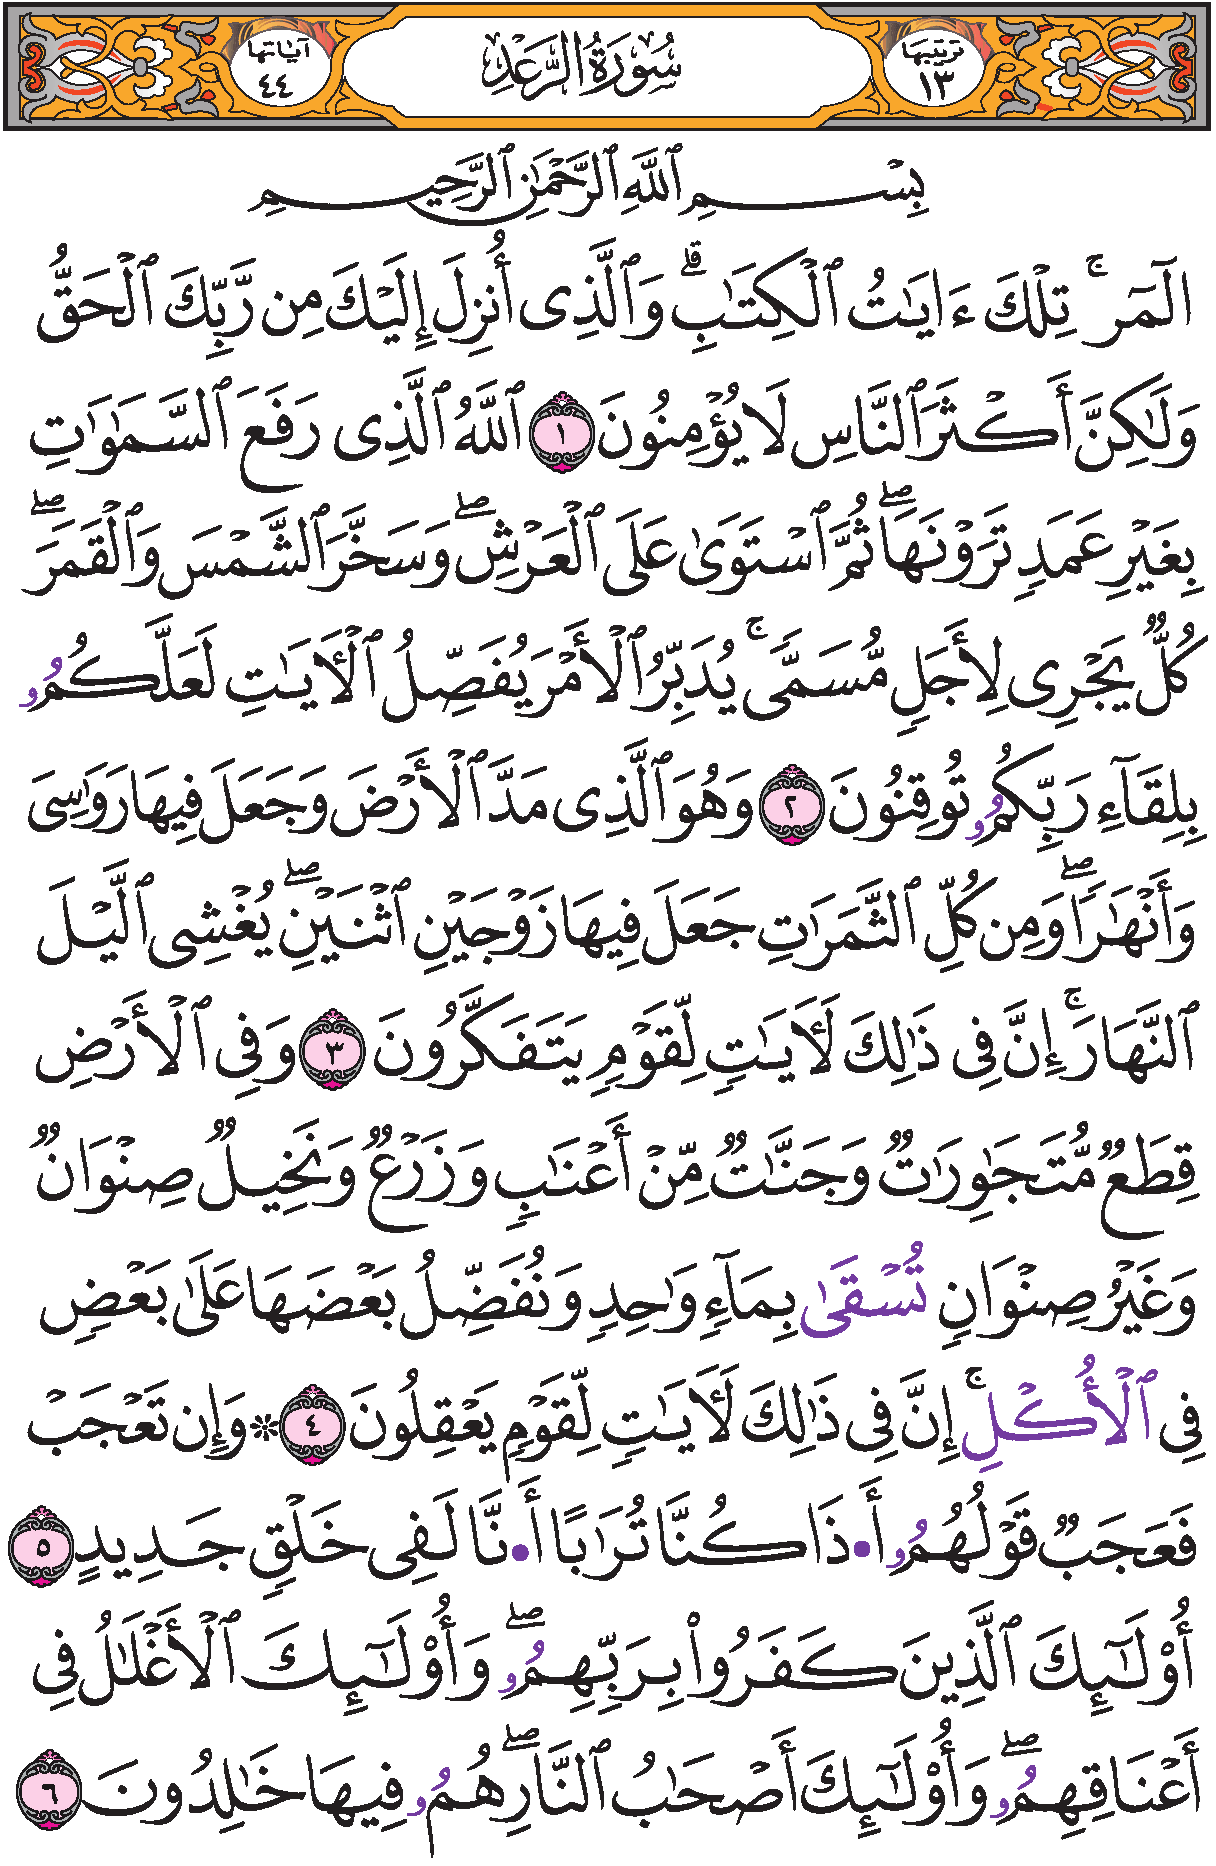 ترتيبها ١٣ سُورَةُ الرَّعْدِ آياتها ٤٤
بِسْمِ ٱللَّهِ ٱلرَّحْمَٰنِ ٱلرَّحِيمِ
الٓمٓرۚ تِلْكَ ءَايَٰتُ ٱلْكِتَٰبِۗ وَٱلَّذِى أُنزِلَ إِلَيْكَ مِن رَّبِّكَ ٱلْحَقُّ
وَلَٰكِنَّ أَكْثَرَ ٱلنَّاسِ لَا يُؤْمِنُونَ ١ ٱللَّهُ ٱلَّذِى رَفَعَ ٱلسَّمَٰوَٰتِ
بِغَيْرِ عَمَدٍ تَرَوْنَهَاۖ ثُمَّ ٱسْتَوَىٰ عَلَى ٱلْعَرْشِۖ وَسَخَّرَ ٱلشَّمْسَ وَٱلْقَمَرَۖ
كُلٌّ يَجْرِى لِأَجَلٍ مُّسَمًّىۚ يُدَبِّرُ ٱلْأَمْرَ يُفَصِّلُ ٱلْأٓيَٰتِ لَعَلَّكُمُۥ
بِلِقَآءِ رَبِّكُمُۥ تُوقِنُونَ ٢ وَهُوَ ٱلَّذِى مَدَّ ٱلْأَرْضَ وَجَعَلَ فِيهَا رَوَٰسِىَ
وَأَنْهَٰرًاۖ وَمِن كُلِّ ٱلثَّمَرَٰتِ جَعَلَ فِيهَا زَوْجَيْنِ ٱثْنَيْنِۖ يُغْشِى ٱلَّيْلَ
ٱلنَّهَارَۚ إِنَّ فِى ذَٰلِكَ لَأٓيَٰتٍ لِّقَوْمٍ يَتَفَكَّرُونَ ٣ وَفِى ٱلْأَرْضِ
قِطَعٌ مُّتَجَٰوِرَٰتٌ وَجَنَّٰتٌ مِّنْ أَعْنَٰبٍ وَزَرْعٍ وَنَخِيلٍ صِنْوَانٍ
وَغَيْرِ صِنْوَانٍ تُسْقَىٰ بِمَآءٍ وَٰحِدٍ وَنُفَضِّلُ بَعْضَهَا عَلَىٰ بَعْضٍ
فِى ٱلْأُكْلِۚ إِنَّ فِى ذَٰلِكَ لَأٓيَٰتٍ لِّقَوْمٍ يَعْقِلُونَ ٤ ۞ وَإِن تَعْجَبْ
فَعَجَبٌ قَوْلُهُمُۥ أَ•ذَا كُنَّا تُرَٰبًا أَ•نَّا لَفِى خَلْقٍ جَدِيدٍ ٥
أُو۟لَٰٓئِكَ ٱلَّذِينَ كَفَرُوا۟ بِرَبِّهِمُۥۖ وَأُو۟لَٰٓئِكَ ٱلْأَغْلَٰلُ فِى
أَعْنَاقِهِمُۥۖ وَأُو۟لَٰٓئِكَ أَصْحَٰبُ ٱلنَّارِۖ هُمُۥ فِيهَا خَٰلِدُونَ ٦